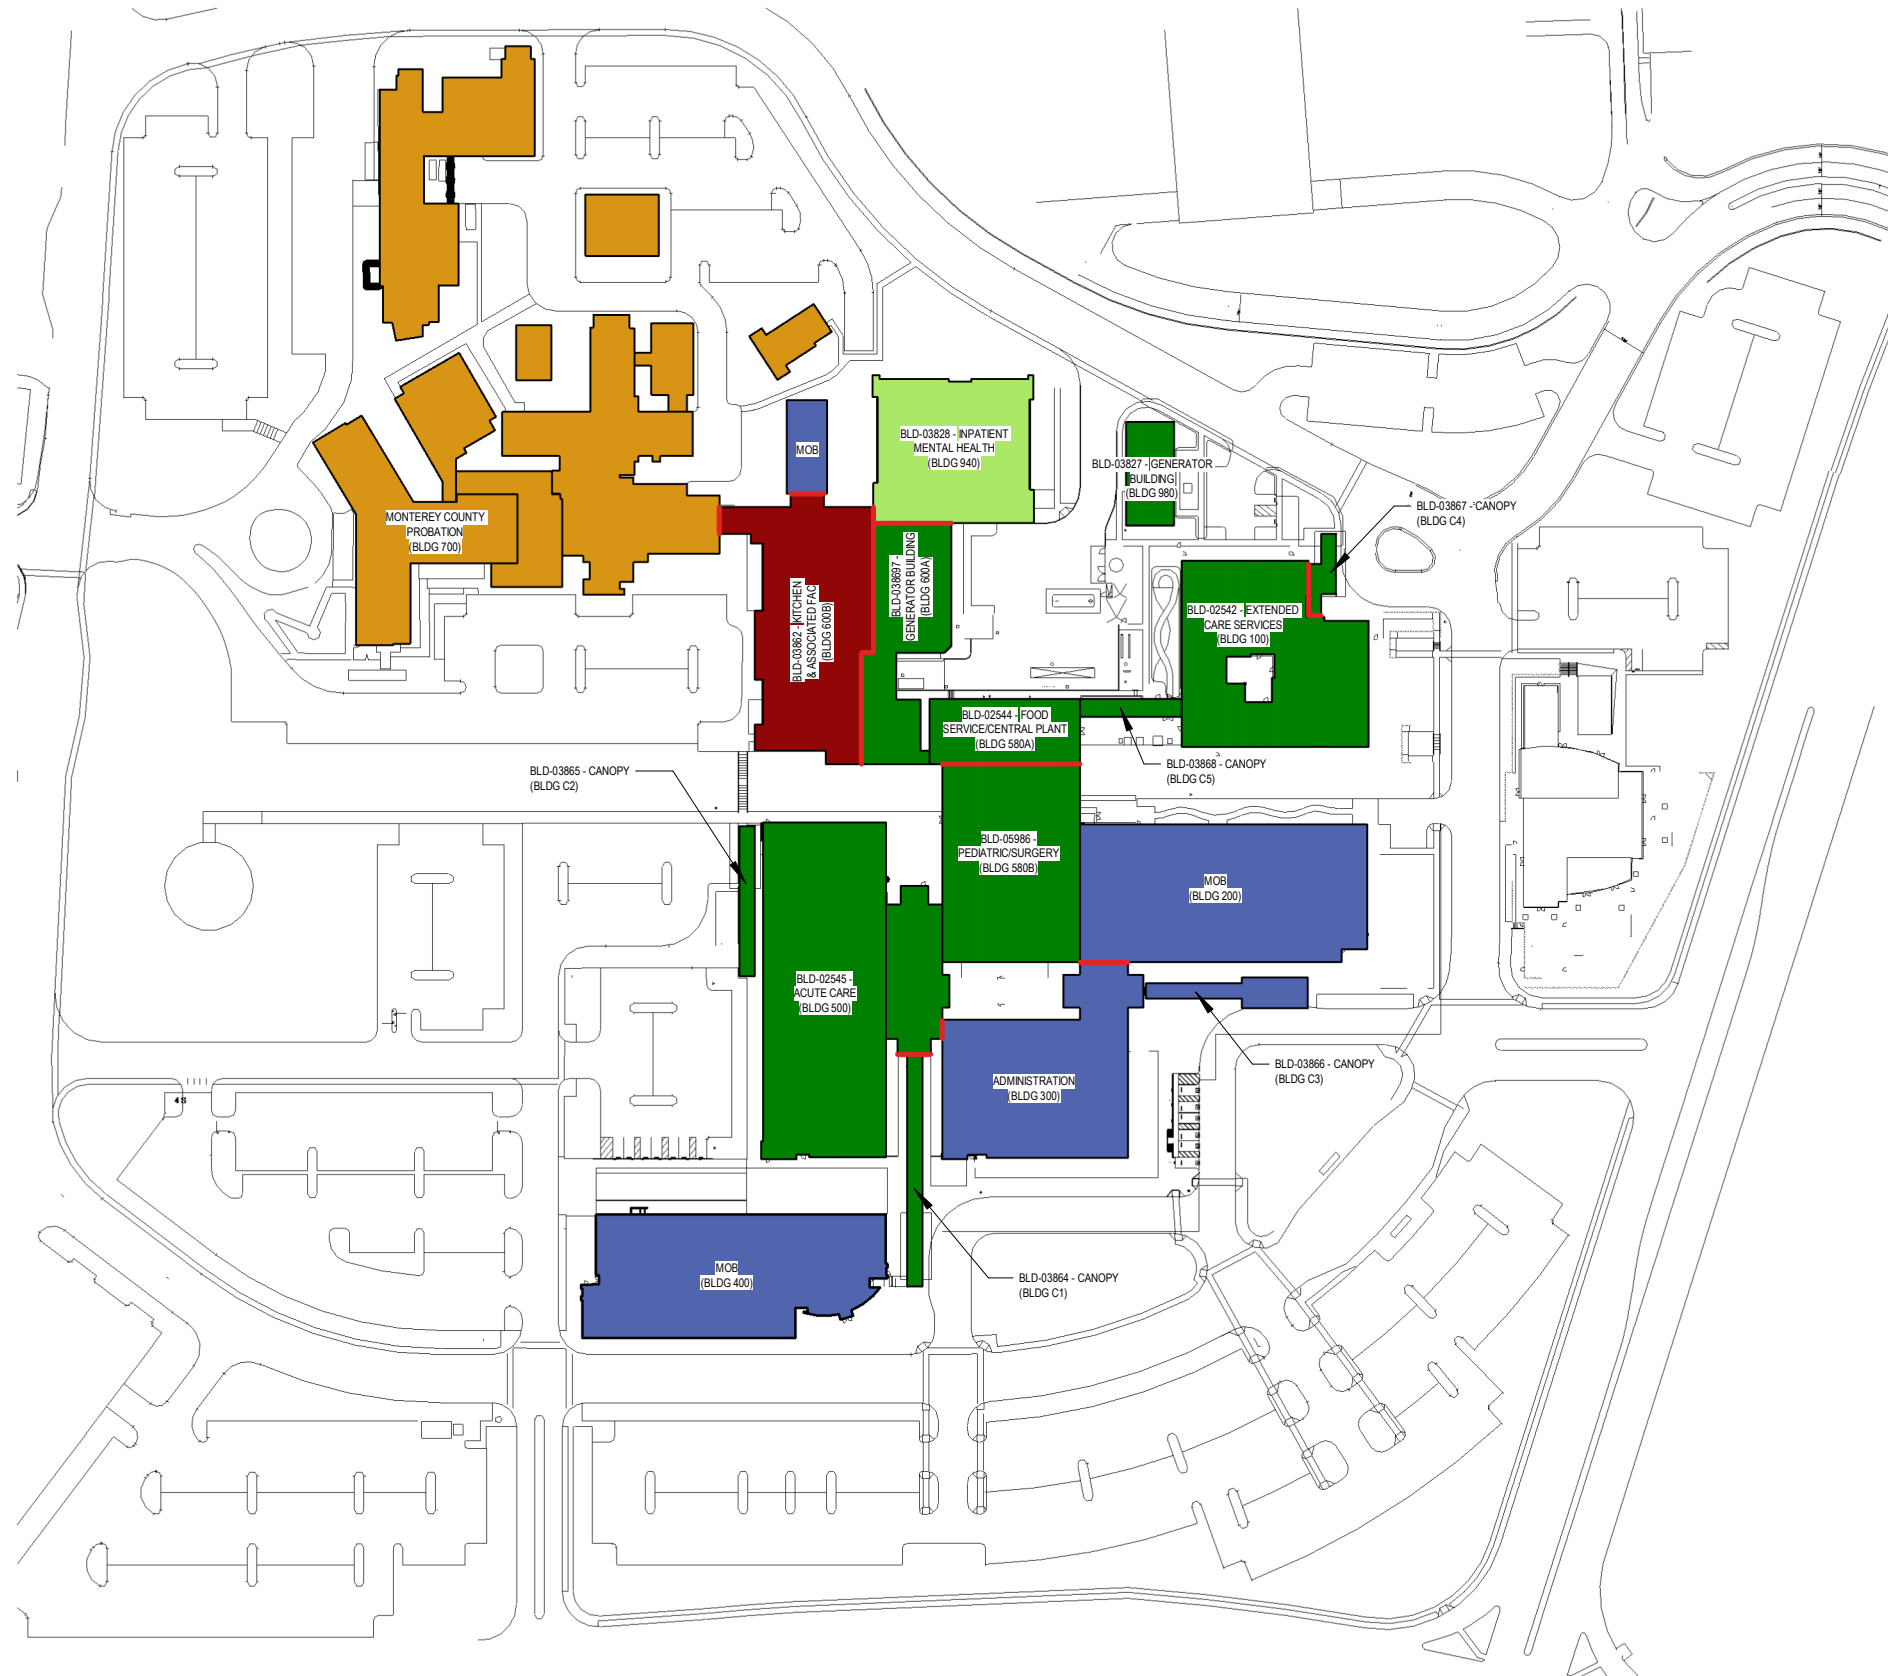 BLD-03828 - INPATIENT
MENTAL HEALTH
(BLDG 940)
MOB
BLD-03827 - GENERATOR
BUILDING
(BLDG 980)
BLD-03867 - CANOPY
(BLDG C4)
MONTEREY COUNTY
PROBATION
(BLDG 700)
BLD-03862 - KITCHEN
& ASSOCIATED FAC
(BLDG 600B)
BLD-038697 -
GENERATOR BUILDING
(BLDG 600A)
BLD-02542 - EXTENDED
CARE SERVICES
(BLDG 100)
BLD-02544 - FOOD
SERVICE/CENTRAL PLANT
(BLDG 580A)
BLD-03868 - CANOPY
(BLDG C5)
BLD-03865 - CANOPY
(BLDG C2)
BLD-05986 -
PEDIATRIC/SURGERY
(BLDG 580B)
MOB
(BLDG 200)
BLD-02545 -
ACUTE CARE
(BLDG 500)
BLD-03866 - CANOPY
(BLDG C3)
ADMINISTRATION
(BLDG 300)
MOB
(BLDG 400)
BLD-03864 - CANOPY
(BLDG C1)